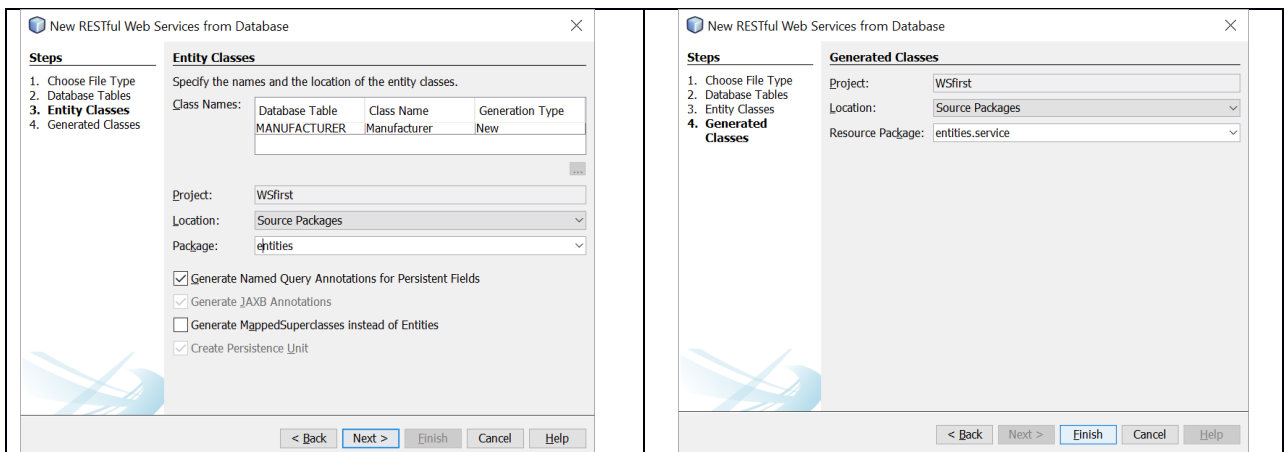 New RESTful Web Services from Database
Steps
1. Choose File Type
2. Database Tables
3. Entity Classes
4. Generated Classes
Entity Classes
Specify the names and the location of the entity classes.
Class Names:
Database Table Class Name Generation Type
MANUFACTURER Manufacturer New
...
Project: WSfirst
Location: Source Packages
Package: entities
Generate Named Query Annotations for Persistent Fields
Generate JAXB Annotations
Generate MappedSuperclasses instead of Entities
Create Persistence Unit
< Back Next > Finish Cancel Help
New RESTful Web Services from Database
Steps
1. Choose File Type
2. Database Tables
3. Entity Classes
4. Generated
Classes
Generated Classes
Project: WSfirst
Location: Source Packages
Resource Package: entities.service
< Back Next > Finish Cancel Help